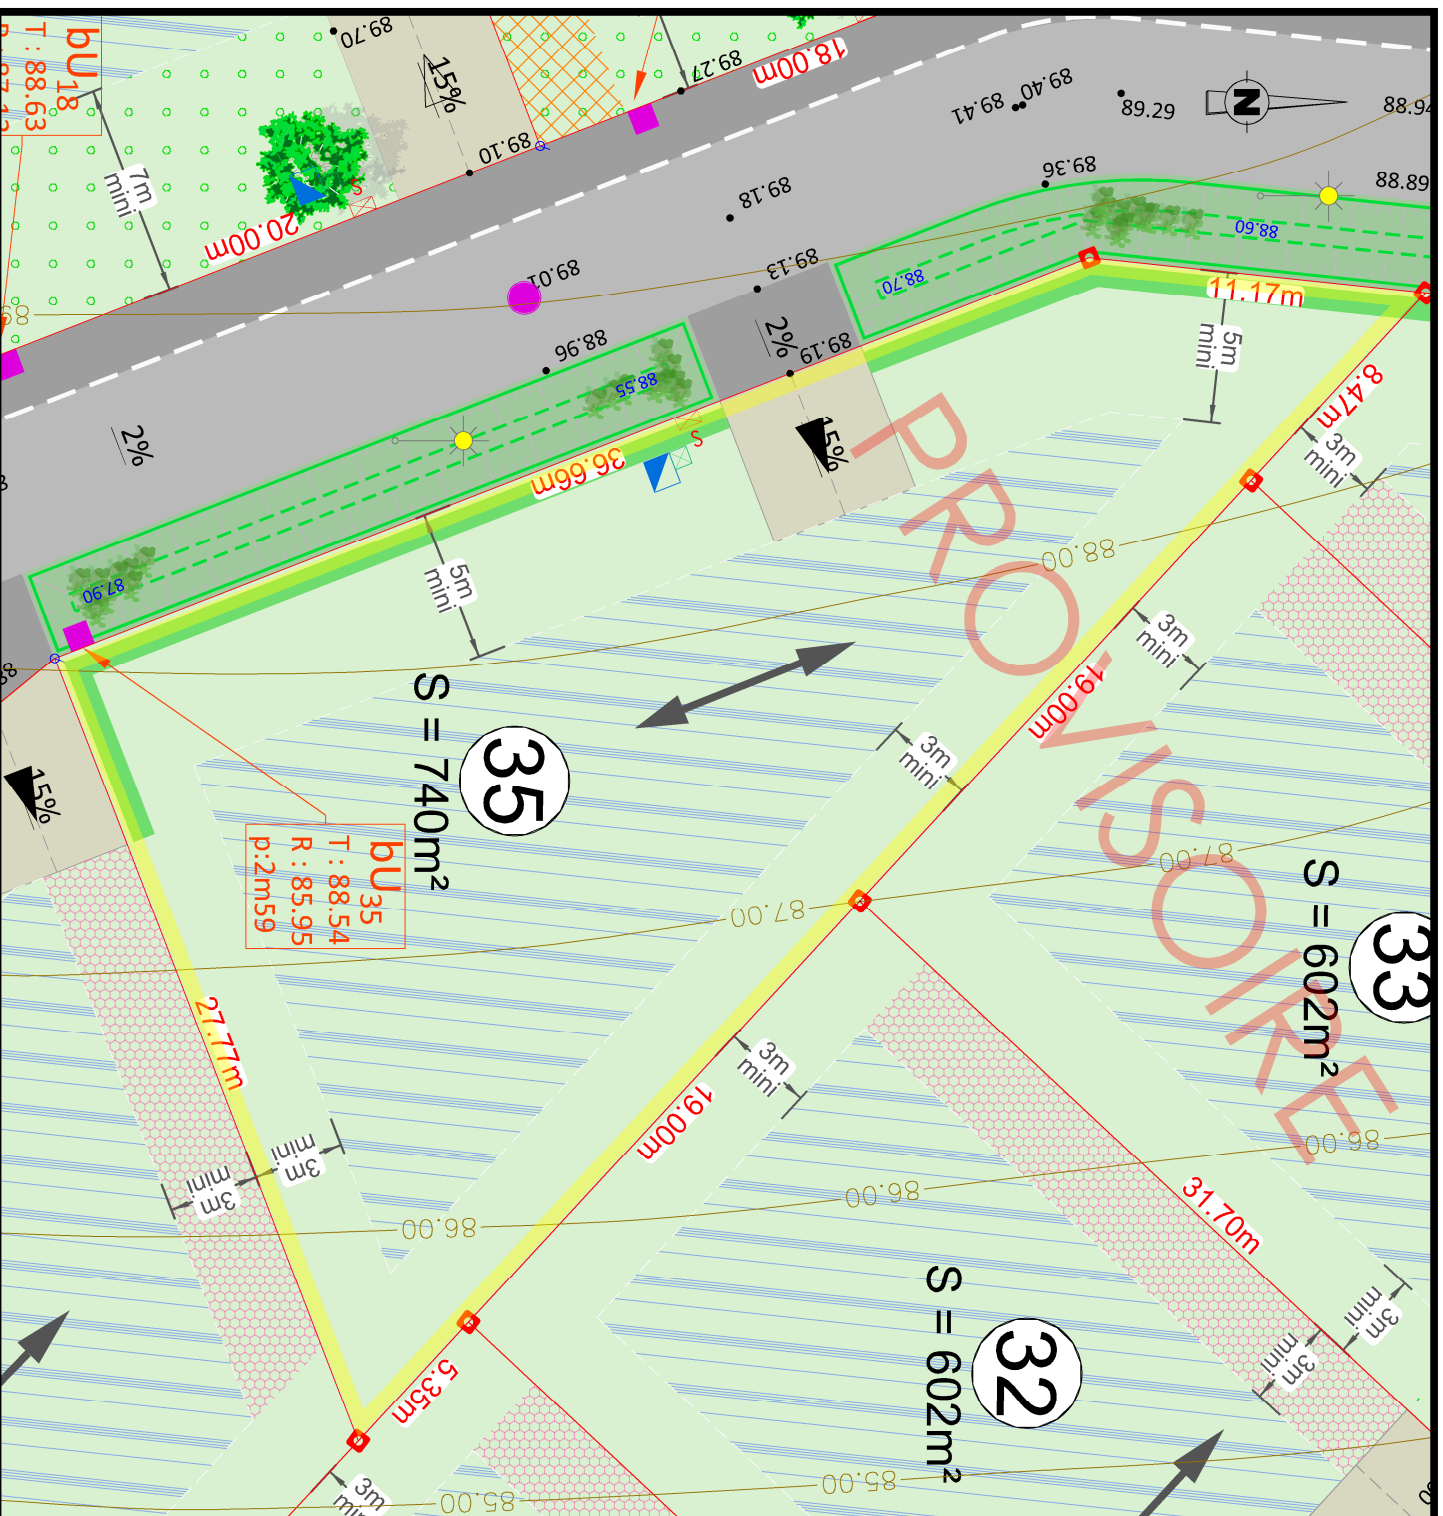 bU 18
T : 88.63
7m
mini
20.00m
S
89.70
15%
89.10
89.27
18.00m
89.41
89.40
89.29
N
88.94
88.89
89.36
88.60
89.18
89.13
88.70
89.01
89
88.96
88.55
2%
89.19
15%
S
36.66m
2%
87.90
5m
mini
11.17m
5m
mini
8.47m
3m
mini
88.00
PROVISOIRE
3m
mini
19.00m
3m
mini
35
S = 740m²
bU 35
T : 88.54
R : 85.95
p:2m59
15%
87.00
87.00
33
S = 602m²
27.77m
3m
mini
3m
mini
3m
mini
19.00m
86.00
86.00
86.00
31.70m
3m
mini
3m
mini
32
S = 602m²
5.35m
3m
85.00
85.00